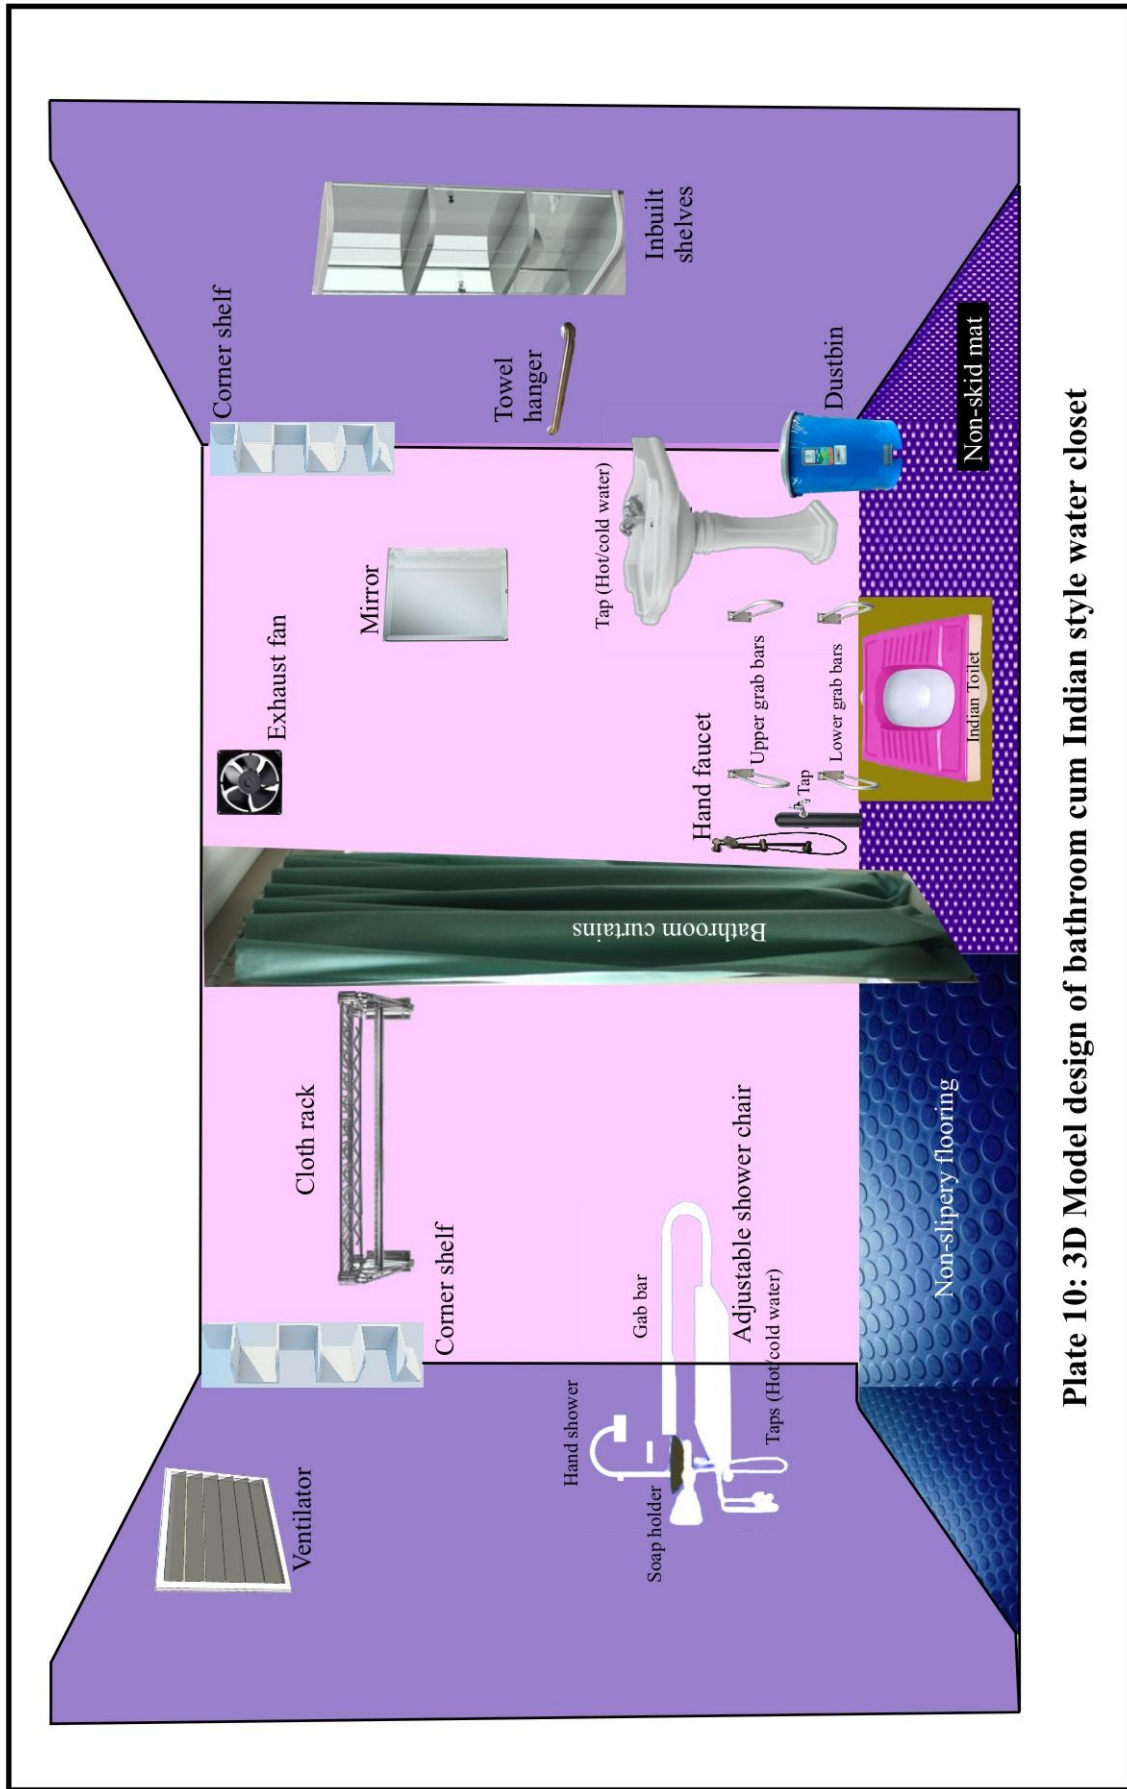 Ventilator
Corner shelf
Cloth rack
Hand shower
Soap holder
Gab bar
Adjustable shower chair
Taps (Hot/cold water)
Non-slipery flooring
Bathroom curtains
Exhaust fan
Mirror
Hand faucet
Tap
Upper grab bars
Lower grab bars
Indian Toilet
Tap (Hot/cold water)
Corner shelf
Towel
hanger
Inbuilt
shelves
Dustbin
Non-skid mat
Plate 10: 3D Model design of bathroom cum Indian style water closet